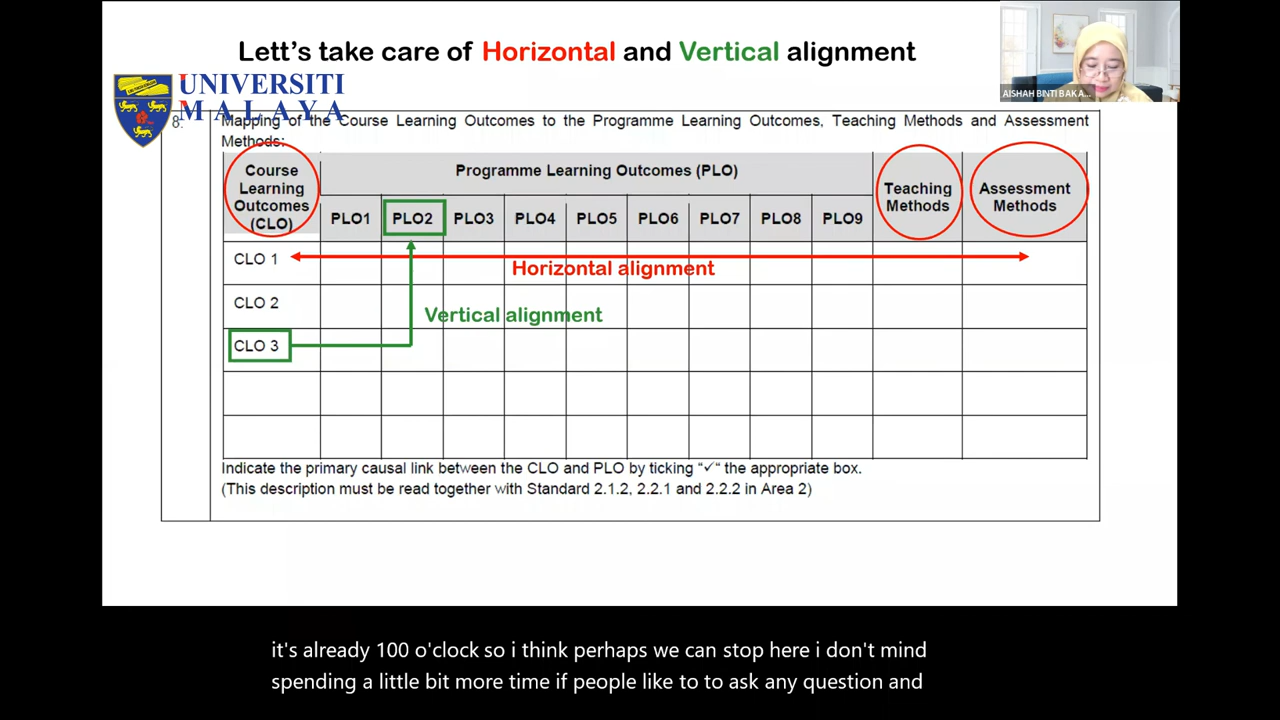 Lett's take care of Horizontal and Vertical alignment
AISHAH BINTI BAKA...
UNIVERSITI
MALAYA
8.
Mapping of the Course Learning Outcomes to the Programme Learning Outcomes, Teaching Methods and Assessment
Methods:
Course
Learning
Outcomes
(CLO)
Programme Learning Outcomes (PLO)
Teaching
Methods
Assessment
Methods
PLO1 PLO2 PLO3 PLO4 PLO5 PLO6 PLO7 PLO8 PLO9
CLO 1
Horizontal alignment
CLO 2
Vertical alignment
CLO 3
Indicate the primary causal link between the CLO and PLO by ticking "✓" the appropriate box.
(This description must be read together with Standard 2.1.2, 2.2.1 and 2.2.2 in Area 2)
it's already 100 o'clock so i think perhaps we can stop here i don't mind
spending a little bit more time if people like to to ask any question and